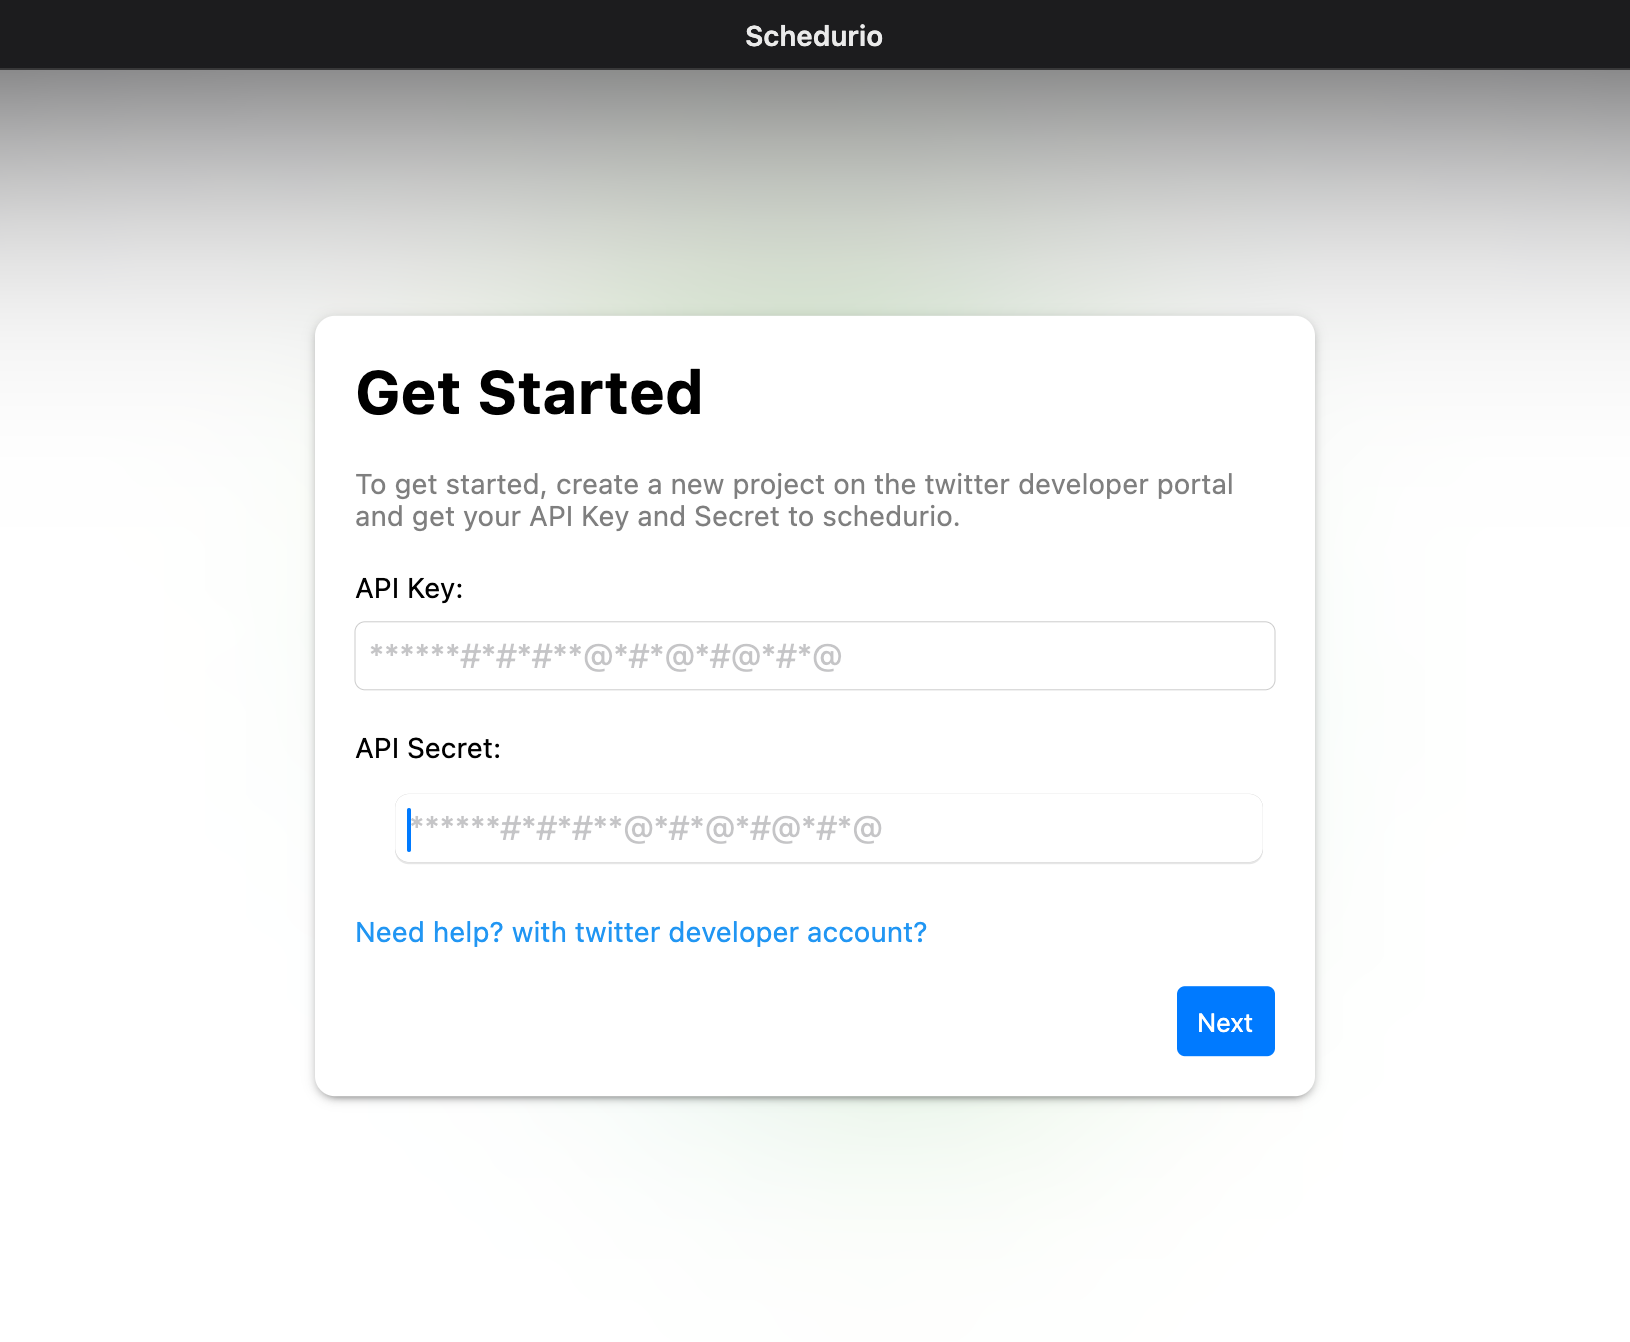 Schedurio
Get Started
To get started, create a new project on the twitter developer portal
and get your API Key and Secret to schedurio.
API Key:
******#*#*#**@*#*@*#@*#*@
API Secret:
******#*#*#**@*#*@*#@*#*@
Need help? with twitter developer account?
Next